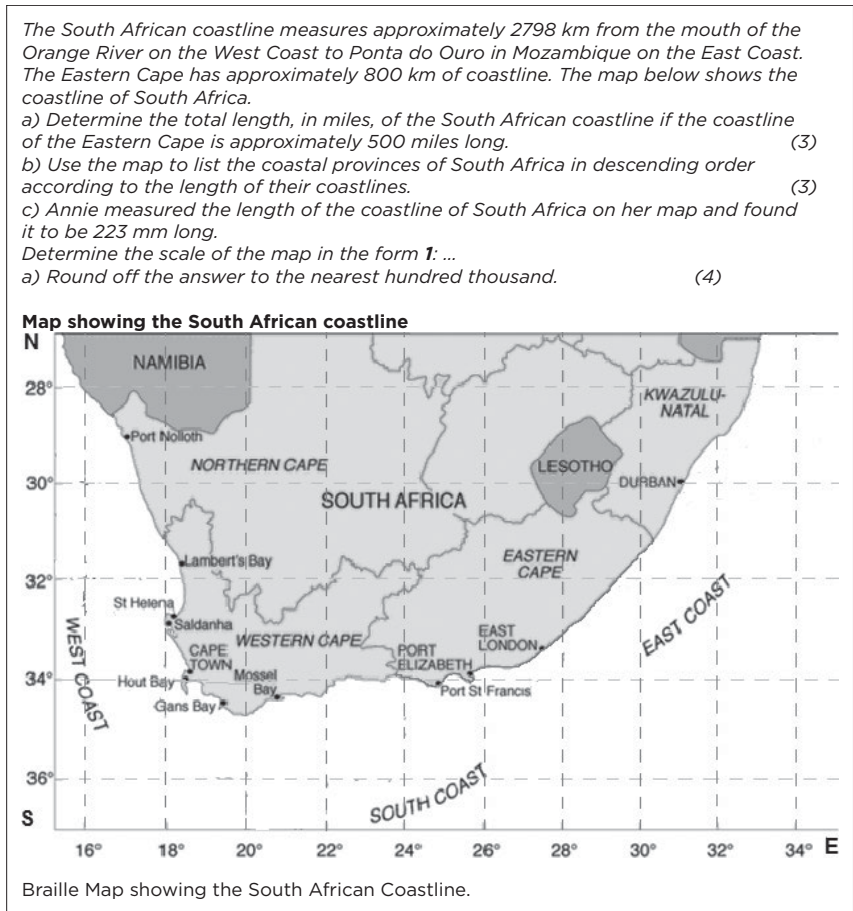 The South African coastline measures approximately 2798 km from the mouth of the
Orange River on the West Coast to Ponta do Ouro in Mozambique on the East Coast.
The Eastern Cape has approximately 800 km of coastline. The map below shows the
coastline of South Africa.
a) Determine the total length, in miles, of the South African coastline if the coastline
of the Eastern Cape is approximately 500 miles long. (3)
b) Use the map to list the coastal provinces of South Africa in descending order
according to the length of their coastlines. (3)
c) Annie measured the length of the coastline of South Africa on her map and found
it to be 223 mm long.
Determine the scale of the map in the form 1: ...
a) Round off the answer to the nearest hundred thousand. (4)
Map showing the South African coastline
N
NAMIBIA
28°
KWAZULU-
NATAL
Port Nolloth
NORTHERN CAPE
LESOTHO
30°
DURBAN
SOUTH AFRICA
Lambert's Bay
EASTERN
CAPE
32°
St Helena
Saldanha
WESTERN CAPE
EAST
LONDON
EAST COAST
WEST COAST
CAPE
TOWN
PORT
ELIZABETH
34°
Hout Bay
Mossel
Bay
Port St Francis
Gans Bay
36°
SOUTH COAST
S
16° 18° 20° 22° 24° 26° 28° 30° 32° 34° E
Braille Map showing the South African Coastline.